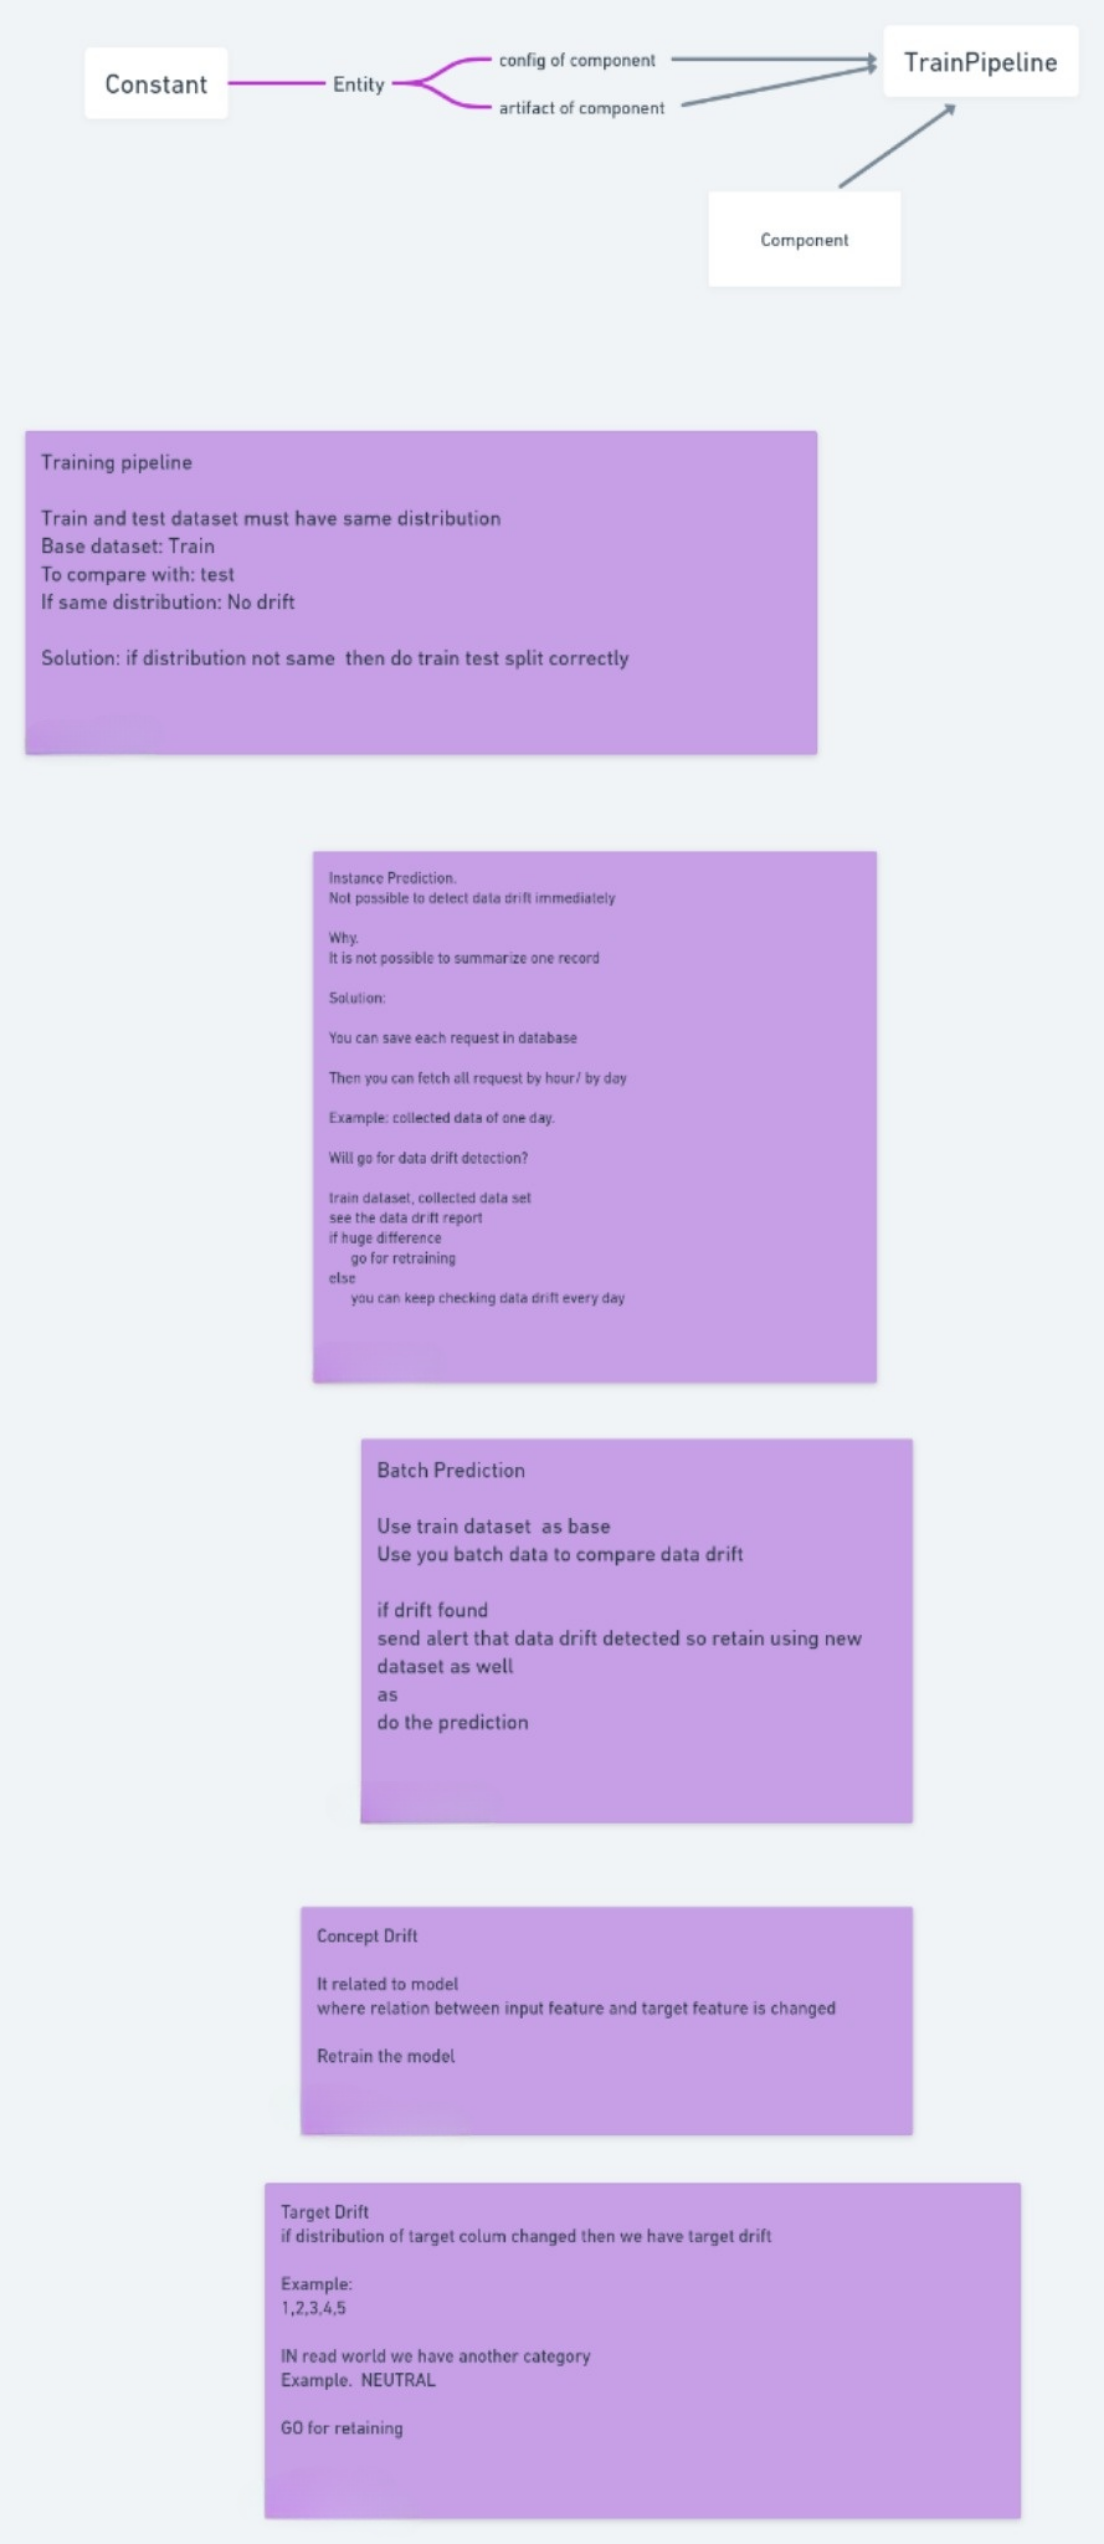 Constant
Entity
config of component
artifact of component
TrainPipeline
Component
Training pipeline
Train and test dataset must have same distribution
Base dataset: Train
To compare with: test
If same distribution: No drift
Solution: if distribution not same then do train test split correctly
Instance Prediction.
Not possible to detect data drift immediately
Why.
It is not possible to summarize one record
Solution:
You can save each request in database
Then you can fetch all request by hour/ by day
Example: collected data of one day.
Will go for data drift detection?
train dataset, collected data set
see the data drift report
if huge difference
go for retraining
else
you can keep checking data drift every day
Batch Prediction
Use train dataset as base
Use you batch data to compare data drift
if drift found
send alert that data drift detected so retain using new
dataset as well
as
do the prediction
Concept Drift
It related to model
where relation between input feature and target feature is changed
Retrain the model
Target Drift
if distribution of target colum changed then we have target drift
Example:
1,2,3,4,5
IN read world we have another category
Example. NEUTRAL
GO for retaining